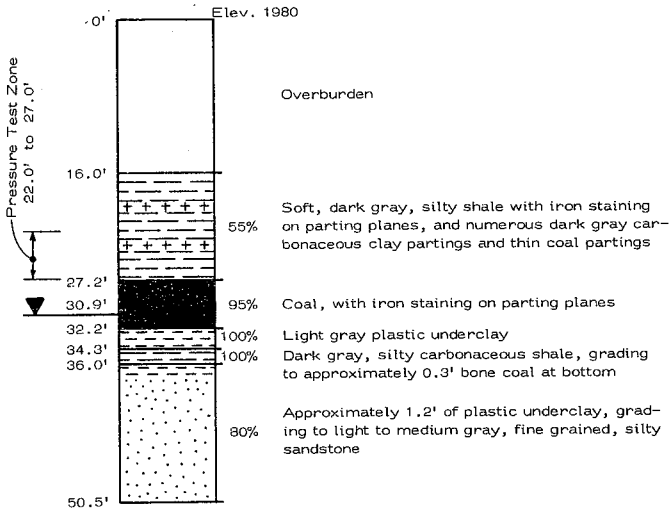 Elev. 1980
0'
Overburden
Pressure Test Zone
22.0' to 27.0'
16.0'
55%
Soft, dark gray, silty shale with iron staining
on parting planes, and numerous dark gray car-
bonaceous clay partings and thin coal partings
27.2'
30.9'
95%
Coal, with iron staining on parting planes
32.2'
100%
Light gray plastic underclay
34.3'
100%
Dark gray, silty carbonaceous shale, grading
to approximately 0.3' bone coal at bottom
36.0'
80%
Approximately 1.2' of plastic underclay, grad-
ing to light to medium gray, fine grained, silty
sandstone
50.5'